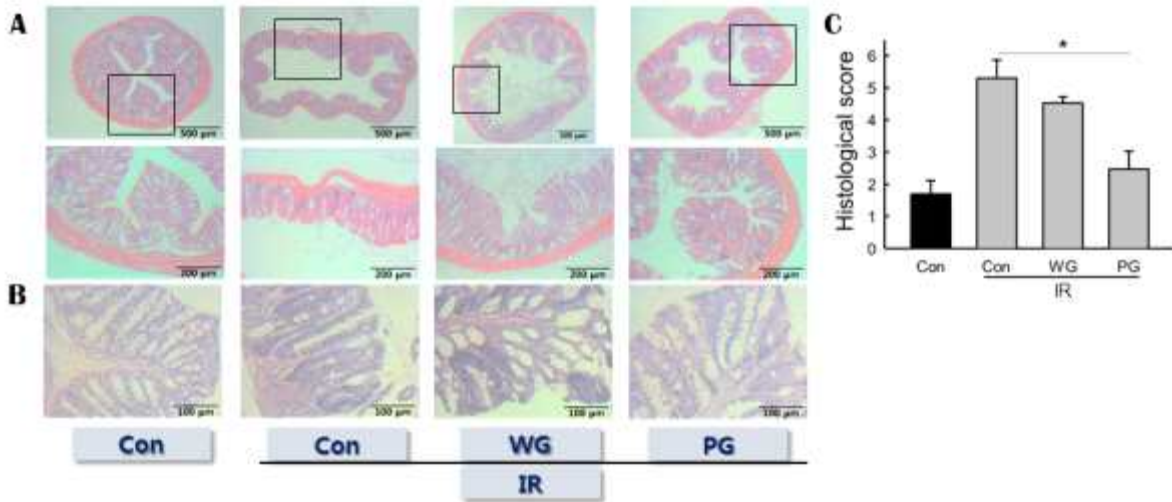 A
500 μm
500 μm
500 μm
500 μm
200 μm
200 μm
200 μm
200 μm
B
100 μm
100 μm
100 μm
100 μm
Con
Con
WG
PG
IR
C
Histological score
6
5
4
3
2
1
0
*
Con
Con
WG
PG
IR